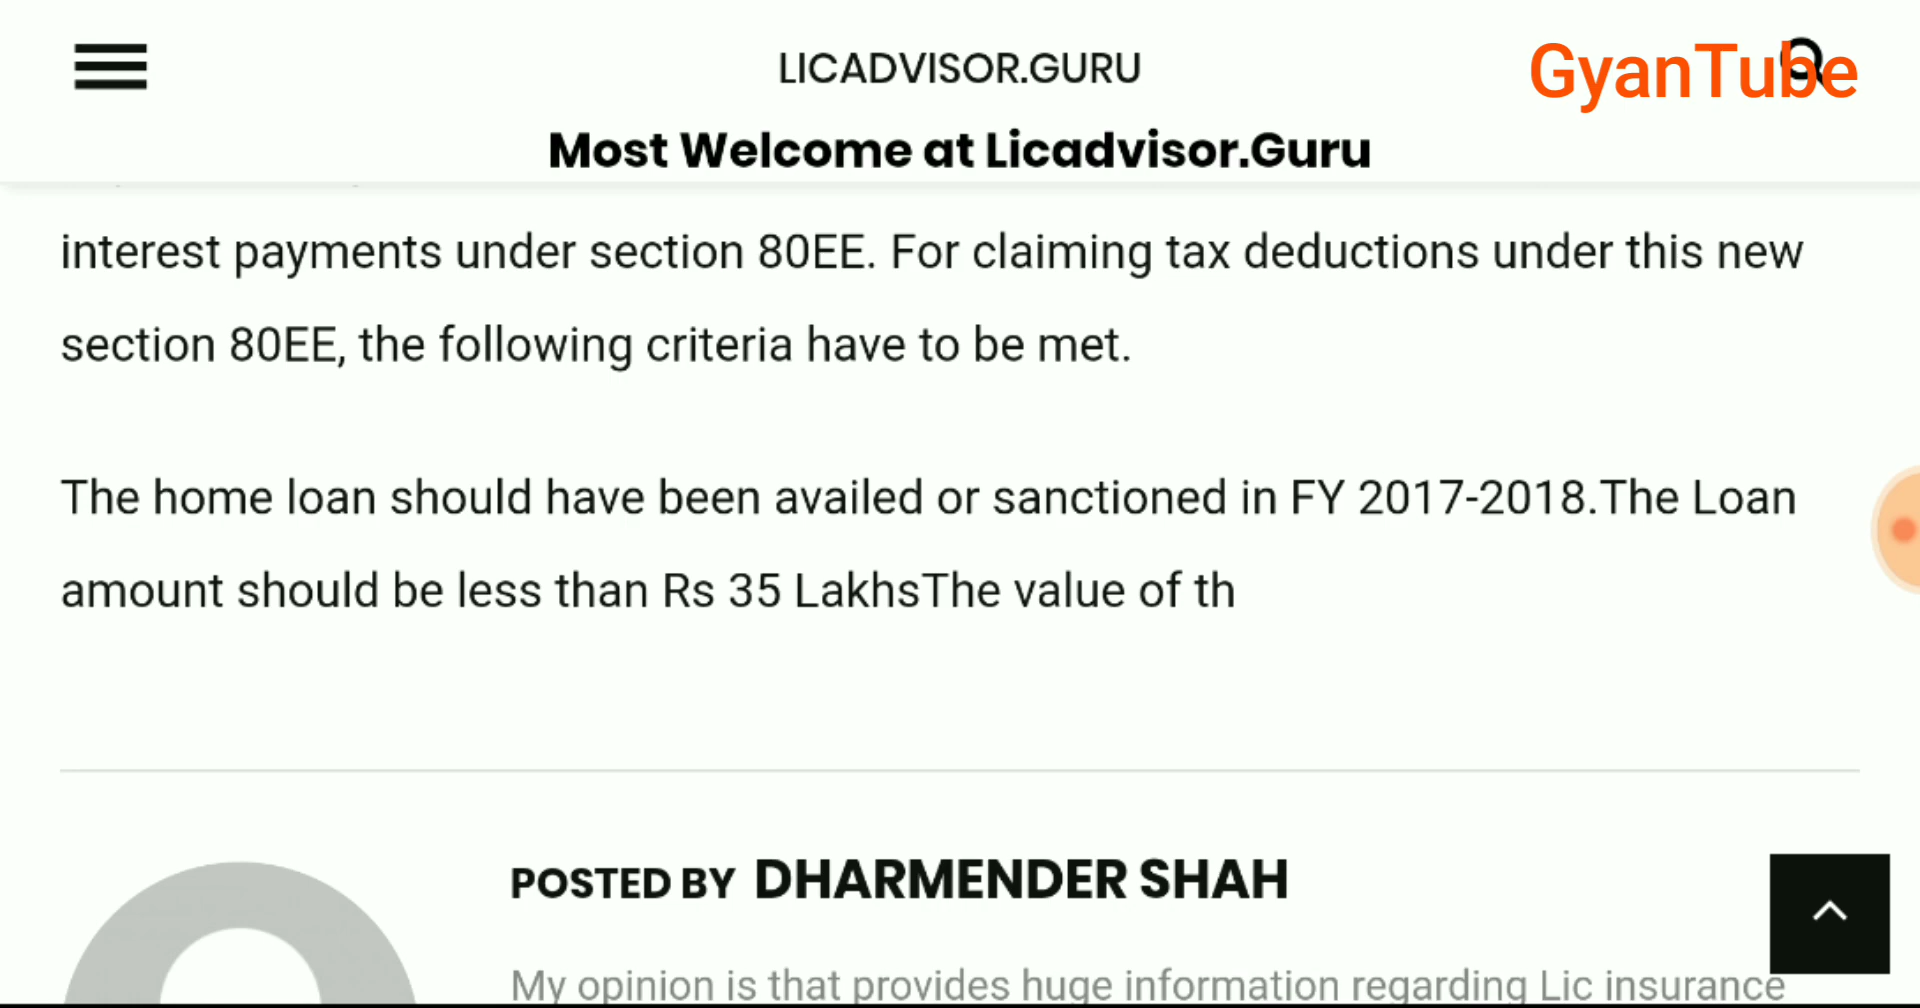 LICADVISOR.GURU
GyanTube
Most Welcome at Licadvisor.Guru
interest payments under section 80EE. For claiming tax deductions under this new
section 80EE, the following criteria have to be met.
The home loan should have been availed or sanctioned in FY 2017-2018.The Loan
amount should be less than Rs 35 LakhsThe value of th
POSTED BY DHARMENDER SHAH
My opinion is that provides huge information regarding Lic insurance